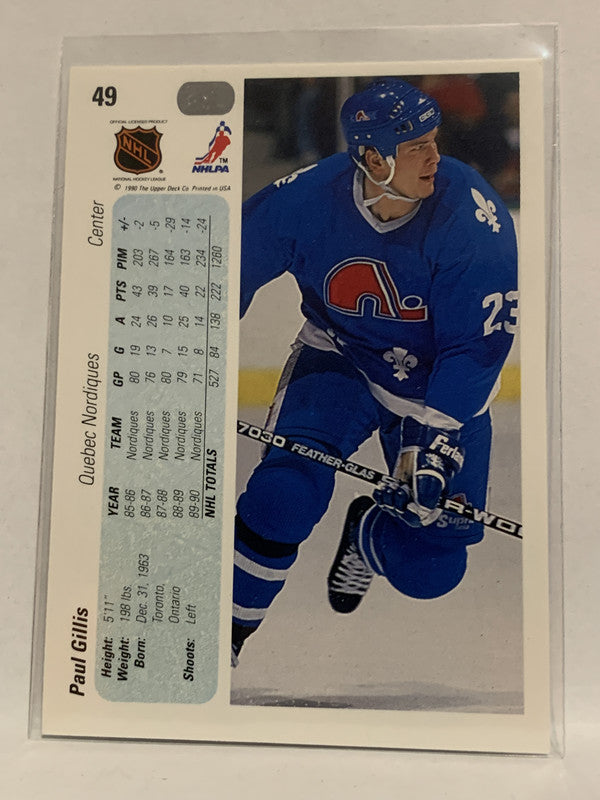 49
OFFICIAL LICENSED PRODUCT
NHL
®
NATIONAL HOCKEY LEAGUE
NHLPA
TM
© 1990 The Upper Deck Co. Printed in USA
Paul Gillis Quebec Nordiques Center
Height: 5'11"
Weight: 198 lbs.
Born: Dec. 31, 1963
Toronto,
Ontario
Shoots: Left
YEAR TEAM GP G A PTS PIM +/-
85-86 Nordiques 80 19 24 43 203 -2
86-87 Nordiques 76 13 26 39 267 -5
87-88 Nordiques 80 7 10 17 164 -29
88-89 Nordiques 79 15 25 40 163 -14
89-90 Nordiques 71 8 14 22 234 -24
NHL TOTALS 527 84 138 222 1260
23
7030 FEATHER-GLAS
R-WOO